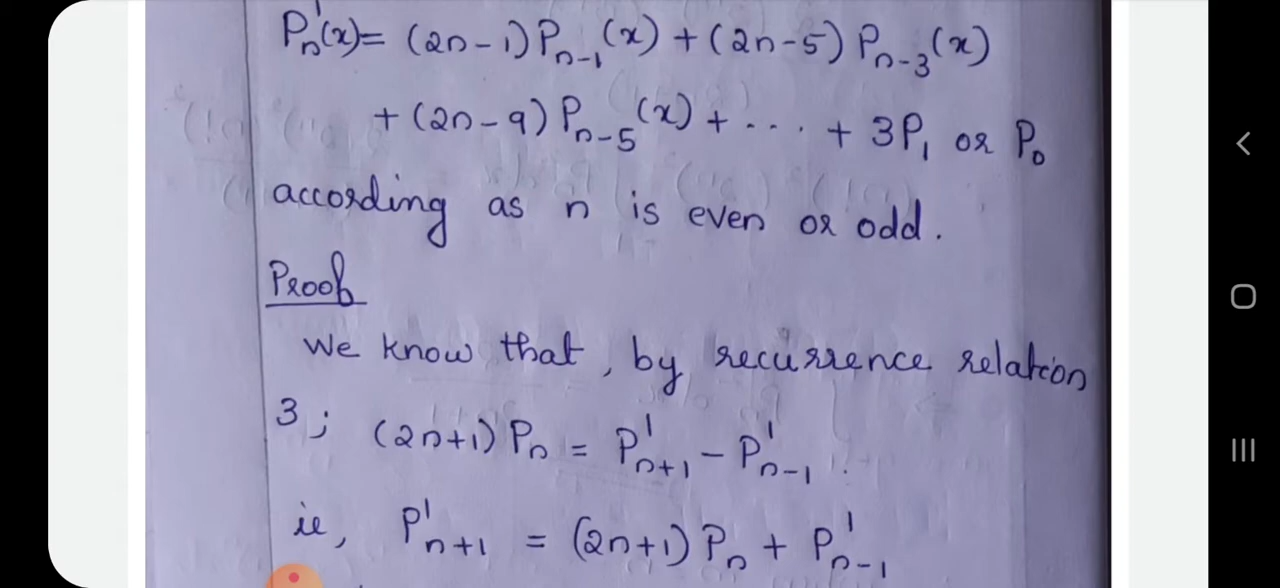 P'n(x) = (2n-1) Pn-1 (x) + (2n-5) Pn-3 (x)
+ (2n-9) Pn-5 (x) + .... + 3P1 or P0
according as n is even or odd.
Proof
We know that, by recurrence relation
3; (2n+1) Pn = P'n+1 - P'n-1.
ie, P'n+1 = (2n+1) Pn + P'n-1